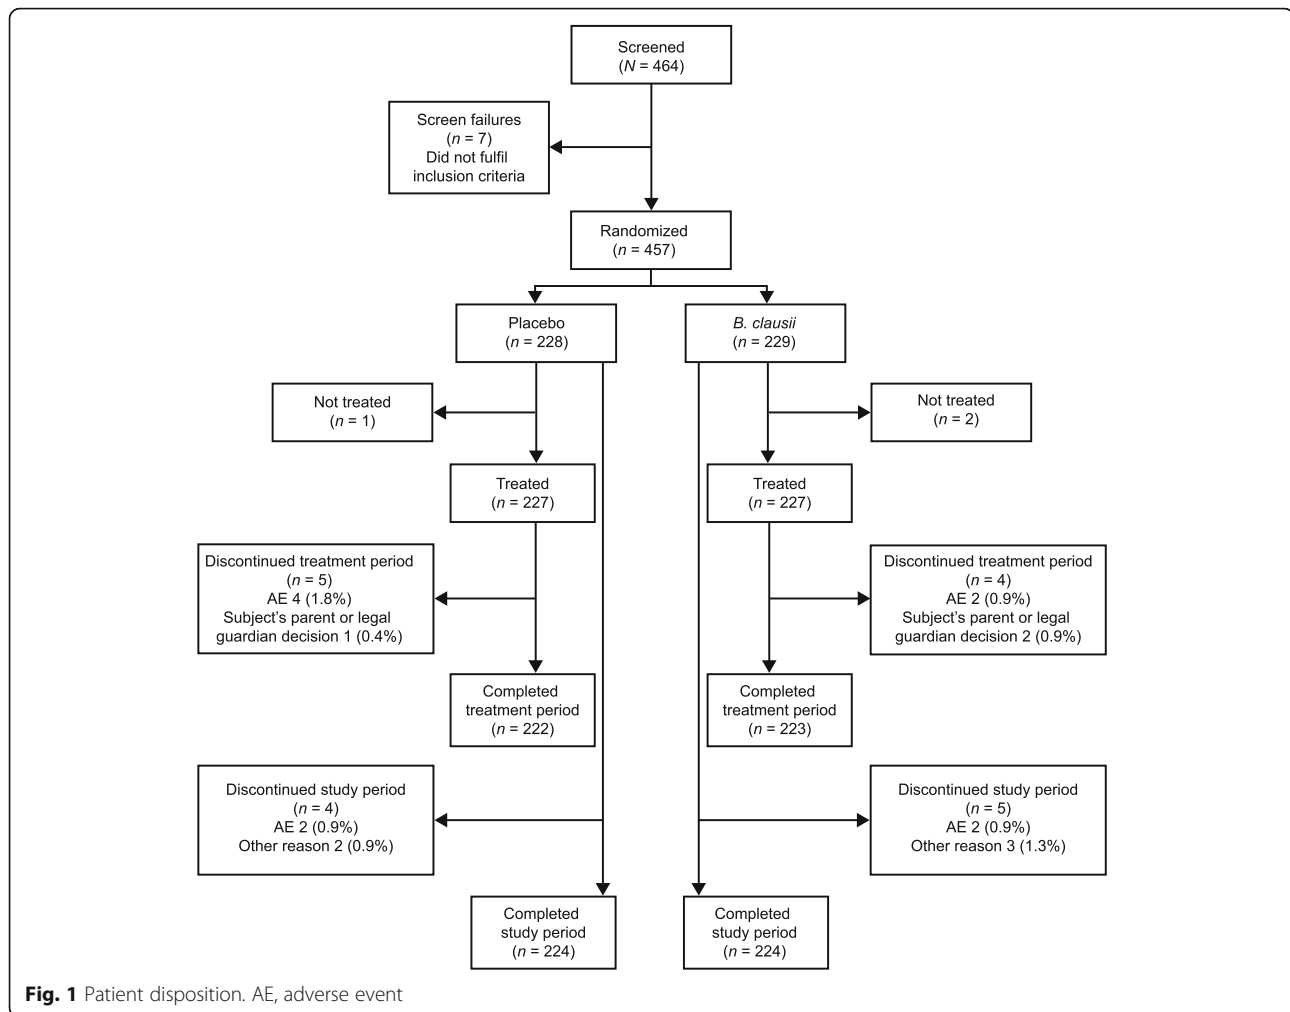 Screened
(N = 464)
Screen failures
(n = 7)
Did not fulfil
inclusion criteria
Randomized
(n = 457)
Placebo
(n = 228)
B. clausii
(n = 229)
Not treated
(n = 1)
Not treated
(n = 2)
Treated
(n = 227)
Treated
(n = 227)
Discontinued treatment period
(n = 5)
AE 4 (1.8%)
Subject's parent or legal
guardian decision 1 (0.4%)
Discontinued treatment period
(n = 4)
AE 2 (0.9%)
Subject's parent or legal
guardian decision 2 (0.9%)
Completed
treatment period
(n = 222)
Completed
treatment period
(n = 223)
Discontinued study period
(n = 4)
AE 2 (0.9%)
Other reason 2 (0.9%)
Discontinued study period
(n = 5)
AE 2 (0.9%)
Other reason 3 (1.3%)
Completed
study period
(n = 224)
Completed
study period
(n = 224)
Fig. 1 Patient disposition. AE, adverse event